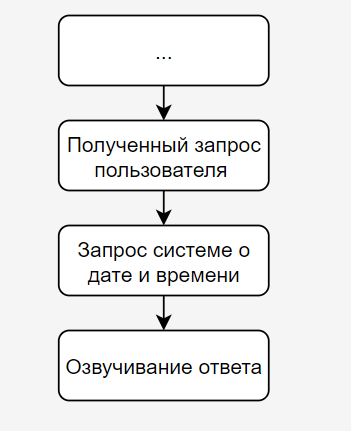 ...
Полученный запрос
пользователя
Запрос системе о
дате и времени
Озвучивание ответа